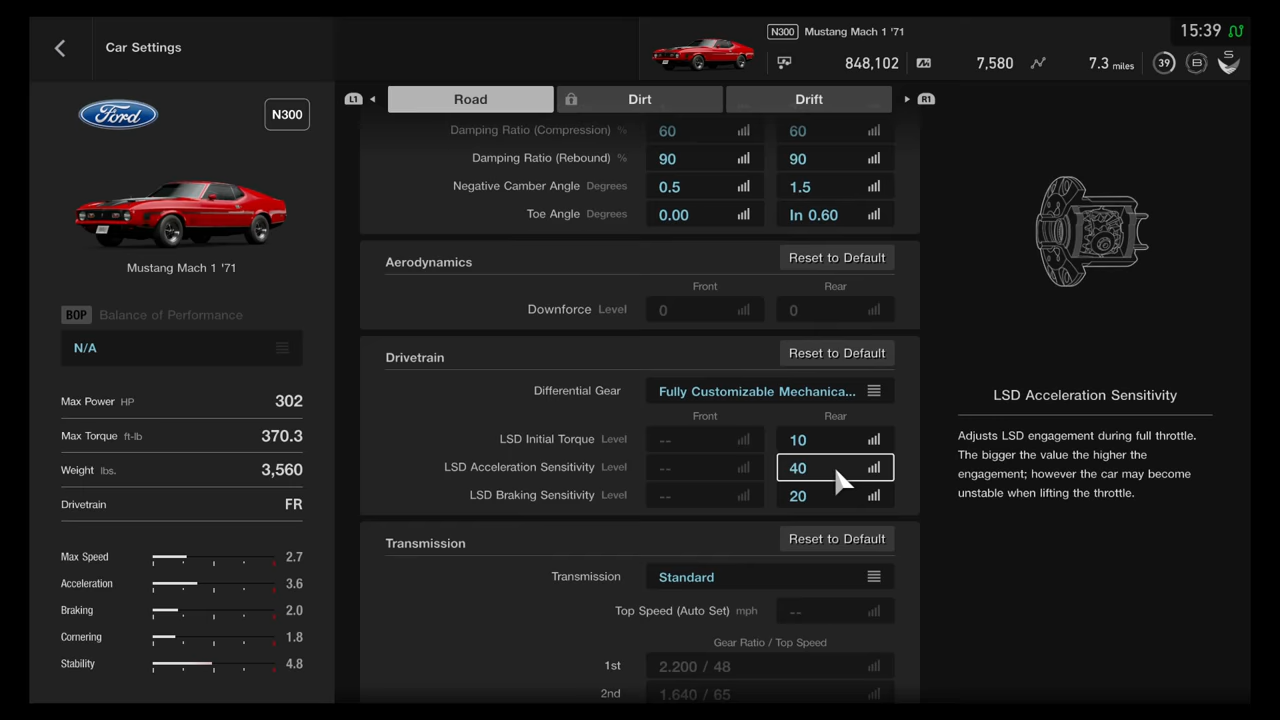 Car Settings
N300 Mustang Mach 1 '71
848,102 7,580 7.3 miles
15:39
39 B S
Ford
N300
Mustang Mach 1 '71
BOP Balance of Performance
N/A
Max Power HP 302
Max Torque ft-lb 370.3
Weight lbs. 3,560
Drivetrain FR
Max Speed 2.7
Acceleration 3.6
Braking 2.0
Cornering 1.8
Stability 4.8
L1 Road Dirt Drift R1
Damping Ratio (Compression) % 60 60
Damping Ratio (Rebound) % 90 90
Negative Camber Angle Degrees 0.5 1.5
Toe Angle Degrees 0.00 In 0.60
Aerodynamics Reset to Default
Front Rear
Downforce Level 0 0
Drivetrain Reset to Default
Differential Gear Fully Customizable Mechanica...
Front Rear
LSD Initial Torque Level -- 10
LSD Acceleration Sensitivity Level -- 40
LSD Braking Sensitivity Level -- 20
Transmission Reset to Default
Transmission Standard
Top Speed (Auto Set) mph --
Gear Ratio / Top Speed
1st 2.200 / 48
2nd 1.640 / 65
LSD Acceleration Sensitivity
Adjusts LSD engagement during full throttle.
The bigger the value the higher the
engagement; however the car may become
unstable when lifting the throttle.